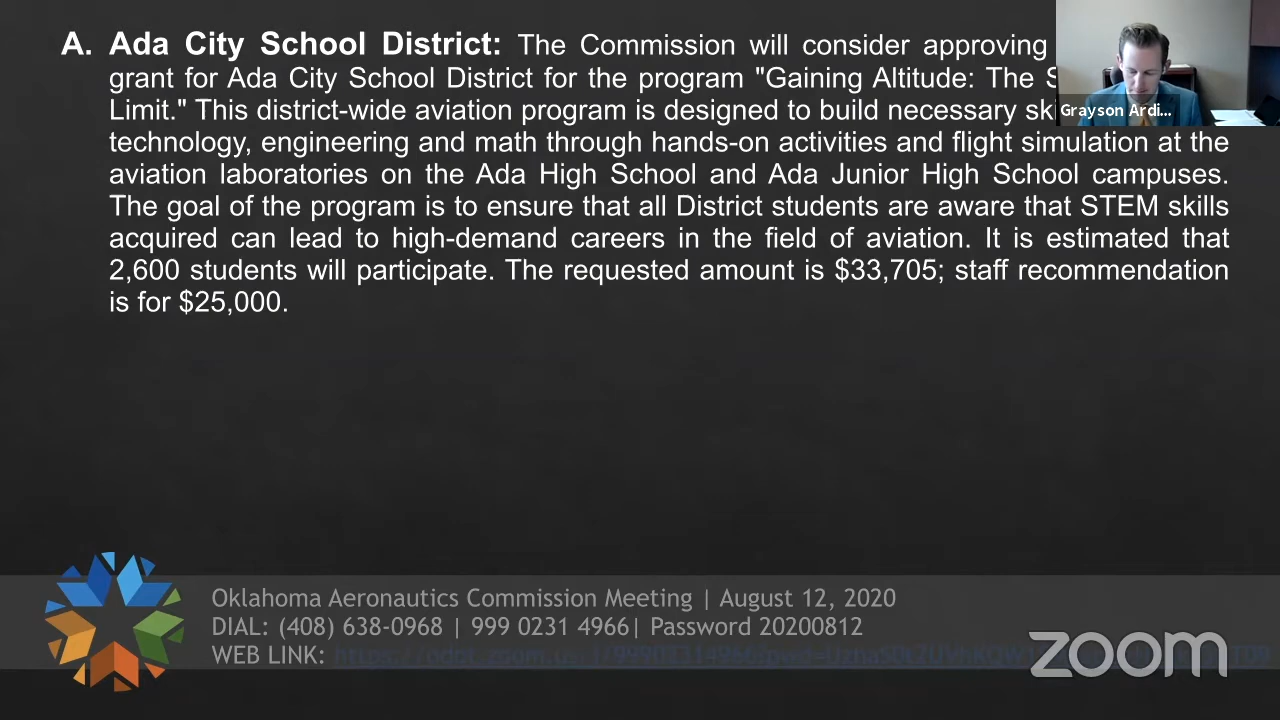 A. Ada City School District: The Commission will consider approving
grant for Ada City School District for the program "Gaining Altitude: The S
Limit." This district-wide aviation program is designed to build necessary sk
Grayson Ardi...
technology, engineering and math through hands-on activities and flight simulation at the
aviation laboratories on the Ada High School and Ada Junior High School campuses.
The goal of the program is to ensure that all District students are aware that STEM skills
acquired can lead to high-demand careers in the field of aviation. It is estimated that
2,600 students will participate. The requested amount is $33,705; staff recommendation
is for $25,000.
Oklahoma Aeronautics Commission Meeting | August 12, 2020
DIAL: (408) 638-0968 | 999 0231 4966| Password 20200812
WEB LINK:
zoom